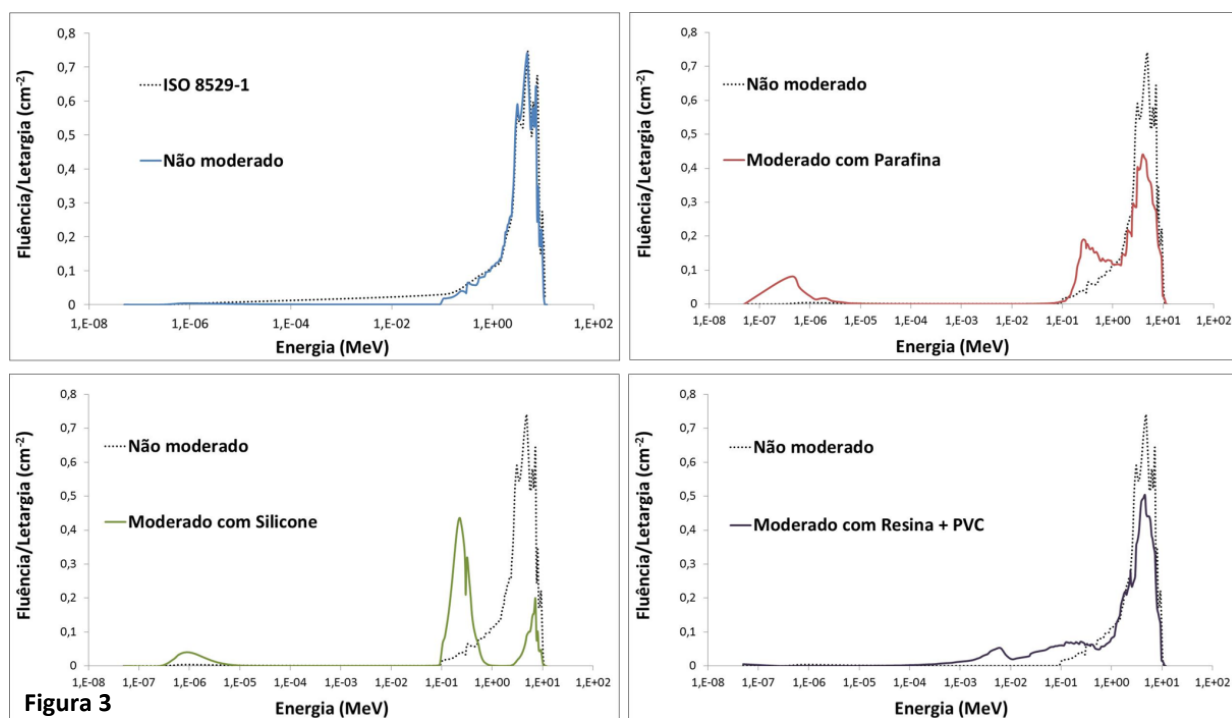 0,8
0,7
0,6
0,5
0,4
0,3
0,2
0,1
0
Fluência/Letargia (cm⁻²)
ISO 8529-1
Não moderado
1,E-08
1,E-06
1,E-04
1,E-02
1,E+00
1,E+02
Energia (MeV)
0,8
0,7
0,6
0,5
0,4
0,3
0,2
0,1
0
Fluência/Letargia (cm⁻²)
Não moderado
Moderado com Parafina
1,E-08
1,E-07
1,E-06
1,E-05
1,E-04
1,E-03
1,E-02
1,E-01
1,E+00
1,E+01
1,E+02
Energia (MeV)
0,8
0,7
0,6
0,5
0,4
0,3
0,2
0,1
0
Fluência/Letargia (cm⁻²)
Não moderado
Moderado com Silicone
1,E-08
1,E-07
1,E-06
1,E-05
1,E-04
1,E-03
1,E-02
1,E-01
1,E+00
1,E+01
1,E+02
Energia (MeV)
Figura 3
0,8
0,7
0,6
0,5
0,4
0,3
0,2
0,1
0
Fluência/Letargia (cm⁻²)
Não moderado
Moderado com Resina + PVC
1,E-08
1,E-07
1,E-06
1,E-05
1,E-04
1,E-03
1,E-02
1,E-01
1,E+00
1,E+01
1,E+02
Energia (MeV)